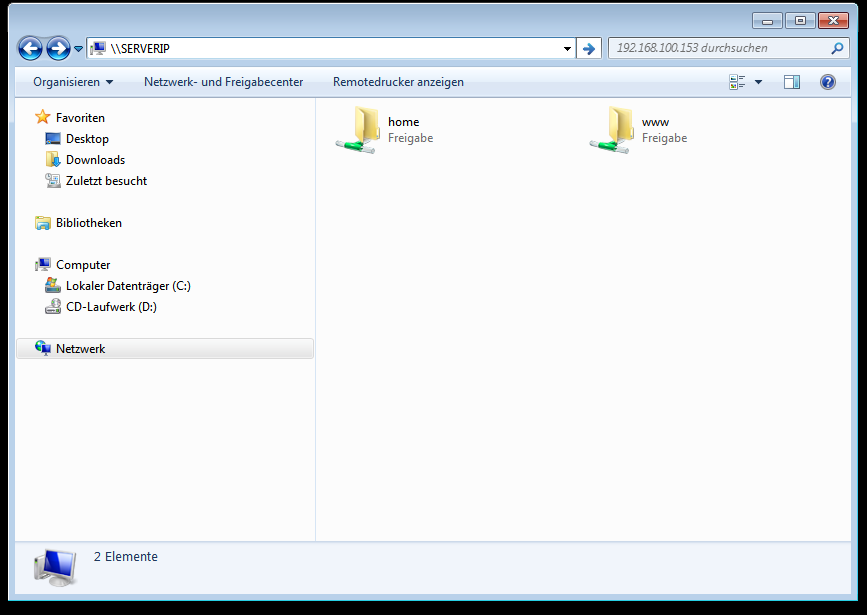 \\SERVERIP
192.168.100.153 durchsuchen
Organisieren
Netzwerk- und Freigabecenter
Remotedrucker anzeigen
Favoriten
Desktop
Downloads
Zuletzt besucht
Bibliotheken
Computer
Lokaler Datenträger (C:)
CD-Laufwerk (D:)
Netzwerk
home
Freigabe
www
Freigabe
2 Elemente